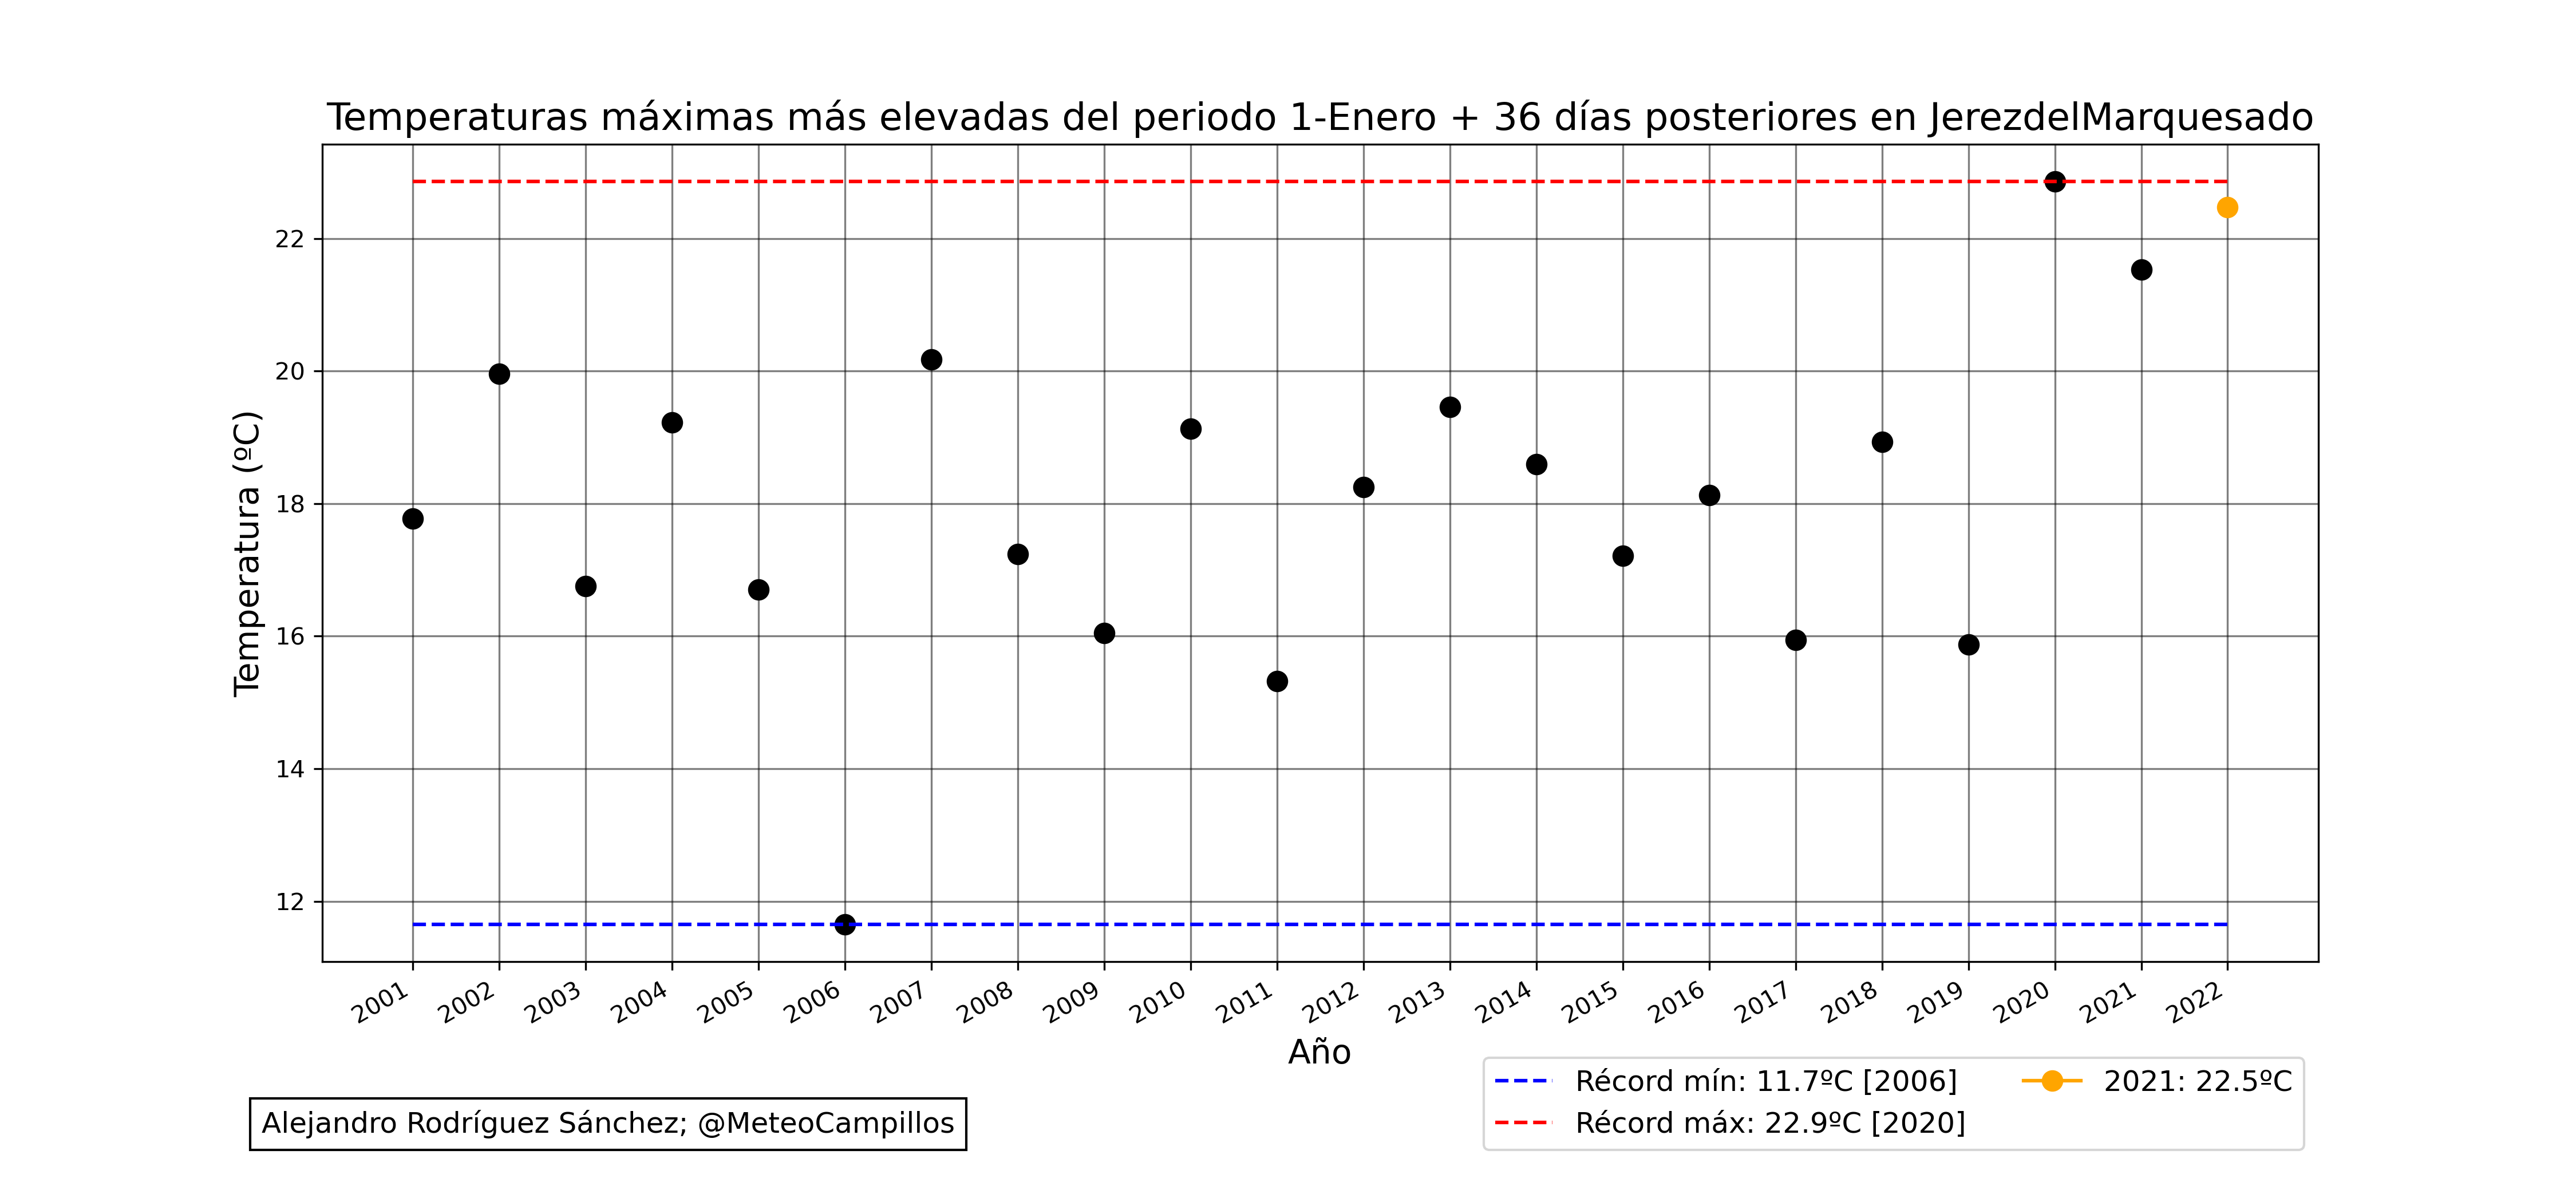 Temperaturas máximas más elevadas del periodo 1-Enero + 36 días posteriores en JerezdelMarquesado
Temperatura (ºC)
22
20
18
16
14
12
2001 2002 2003 2004 2005 2006 2007 2008 2009 2010 2011 2012 2013 2014 2015 2016 2017 2018 2019 2020 2021 2022
Año
Récord mín: 11.7ºC [2006]
Récord máx: 22.9ºC [2020]
2021: 22.5ºC
Alejandro Rodríguez Sánchez; @MeteoCampillos